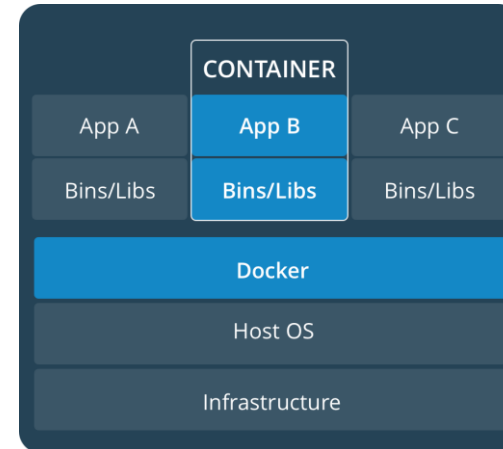 CONTAINER
App A App B App C
Bins/Libs Bins/Libs Bins/Libs
Docker
Host OS
Infrastructure